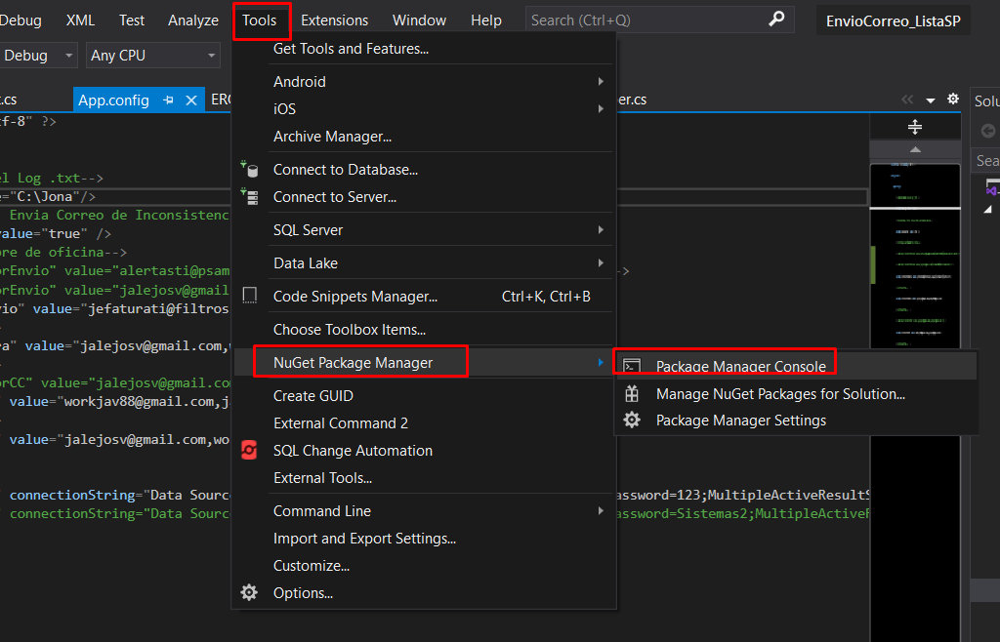 Debug XML Test Analyze Tools Extensions Window Help Search (Ctrl+Q) EnvioCorreo_ListaSP
Debug Any CPU
t.cs App.config ERC er.cs Solu
tf-8" ?>
Sea
el Log .txt-->
e="C:\Jona"/>
Envia Correo de Inconsistenc
value="true" />
bre de oficina-->
orEnvio" value="alertasti@psam -->
orEnvio" value="jalejosv@gmail
vio" value="jefaturati@filtros
ra" value="jalejosv@gmail.com,w
orCC" value="jalejosv@gmail.co
" value="workjav88@gmail.com,j
" value="jalejosv@gmail.com,wo
connectionString="Data Sourc assword=123;MultipleActiveResultS
connectionString="Data Sourc assword=Sistemas2;MultipleActiveR
Get Tools and Features...
Android
iOS
Archive Manager...
Connect to Database...
Connect to Server...
SQL Server
Data Lake
Code Snippets Manager... Ctrl+K, Ctrl+B
Choose Toolbox Items...
NuGet Package Manager
Create GUID
External Command 2
SQL Change Automation
External Tools...
Command Line
Import and Export Settings...
Customize...
Options...
Package Manager Console
Manage NuGet Packages for Solution...
Package Manager Settings